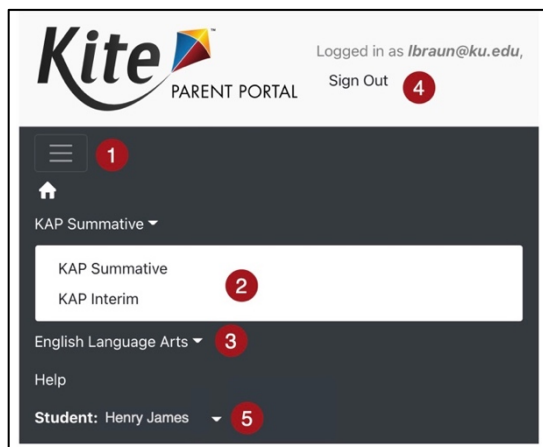 Kite™
PARENT PORTAL
Logged in as lbraun@ku.edu,
Sign Out
4
1
KAP Summative
KAP Summative
KAP Interim
2
English Language Arts
3
Help
Student: Henry James
5